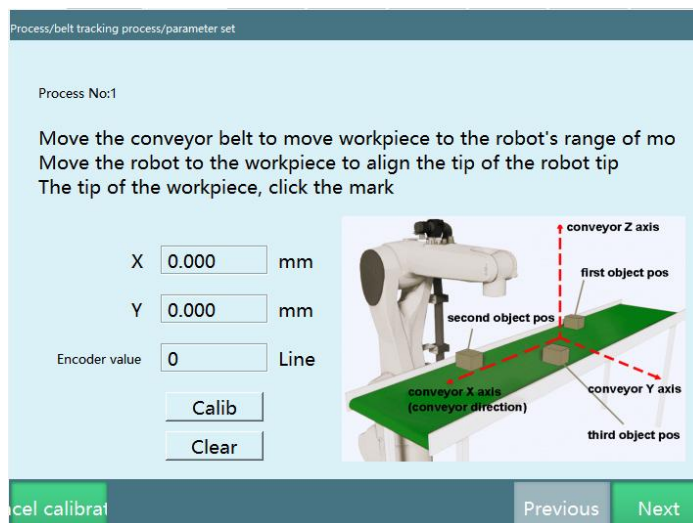 Process/belt tracking process/parameter set
Process No:1
Move the conveyor belt to move workpiece to the robot's range of mo
Move the robot to the workpiece to align the tip of the robot tip
The tip of the workpiece, click the mark
X 0.000 mm
Y 0.000 mm
Encoder value 0 Line
Calib
Clear
conveyor Z axis
first object pos
second object pos
conveyor X axis
(conveyor direction)
conveyor Y axis
third object pos
cel calibrat
Previous
Next